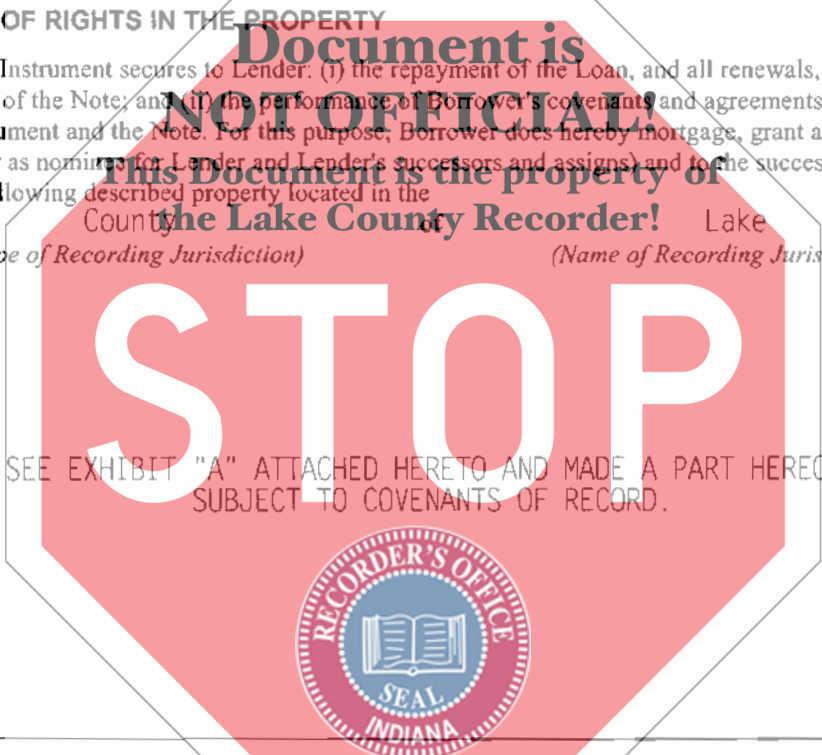 OF RIGHTS IN THE PROPERTY
Document is
Instrument secures to Lender: (i) the repayment of the Loan, and all renewals,
of the Note; and (ii) the performance of Borrower's covenants and agreements
NOT OFFICIAL!
ument and the Note. For this purpose, Borrower does hereby mortgage, grant a
as nominee for Lender and Lender's successors and assigns) and to the succes
This Document is the property of
lowing described property located in the
County of Lake
the Lake County Recorder!
pe of Recording Jurisdiction) (Name of Recording Juris
STOP
SEE EXHIBIT "A" ATTACHED HERETO AND MADE A PART HEREO
SUBJECT TO COVENANTS OF RECORD.
RECORDER'S OFFICE
SEAL
INDIANA